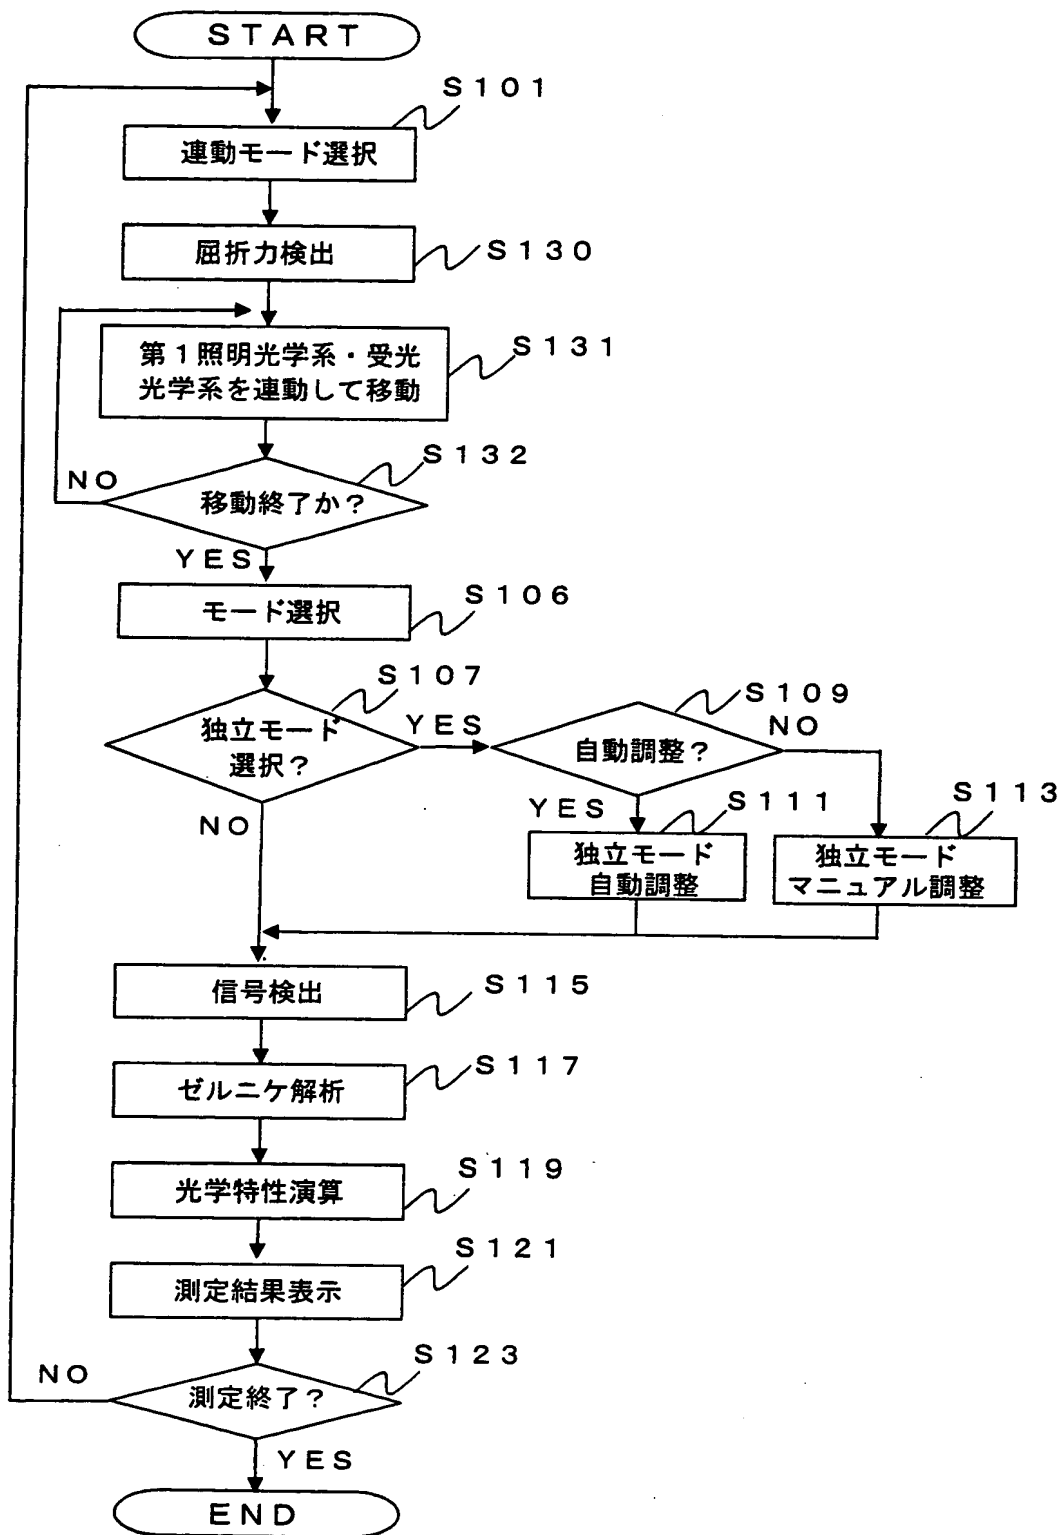 START
S101
連動モード選択
屈折力検出
S130
第1照明光学系・受光
光学系を連動して移動
S131
S132
NO
移動終了か?
YES
モード選択
S106
S107
独立モード
選択?
YES
NO
S109
自動調整?
NO
YES
S111
独立モード
自動調整
S113
独立モード
マニュアル調整
信号検出
S115
ゼルニケ解析
S117
光学特性演算
S119
測定結果表示
S121
S123
NO
測定終了?
YES
END